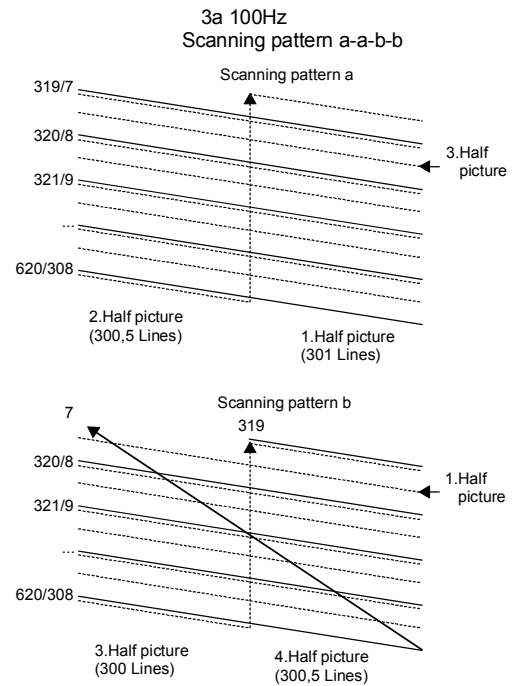 3a 100Hz
Scanning pattern a-a-b-b
Scanning pattern a
319/7
320/8
3.Half
picture
321/9
...
620/308
2.Half picture
(300,5 Lines)
1.Half picture
(301 Lines)
Scanning pattern b
7
319
320/8
1.Half
picture
321/9
...
620/308
3.Half picture
(300 Lines)
4.Half picture
(300,5 Lines)